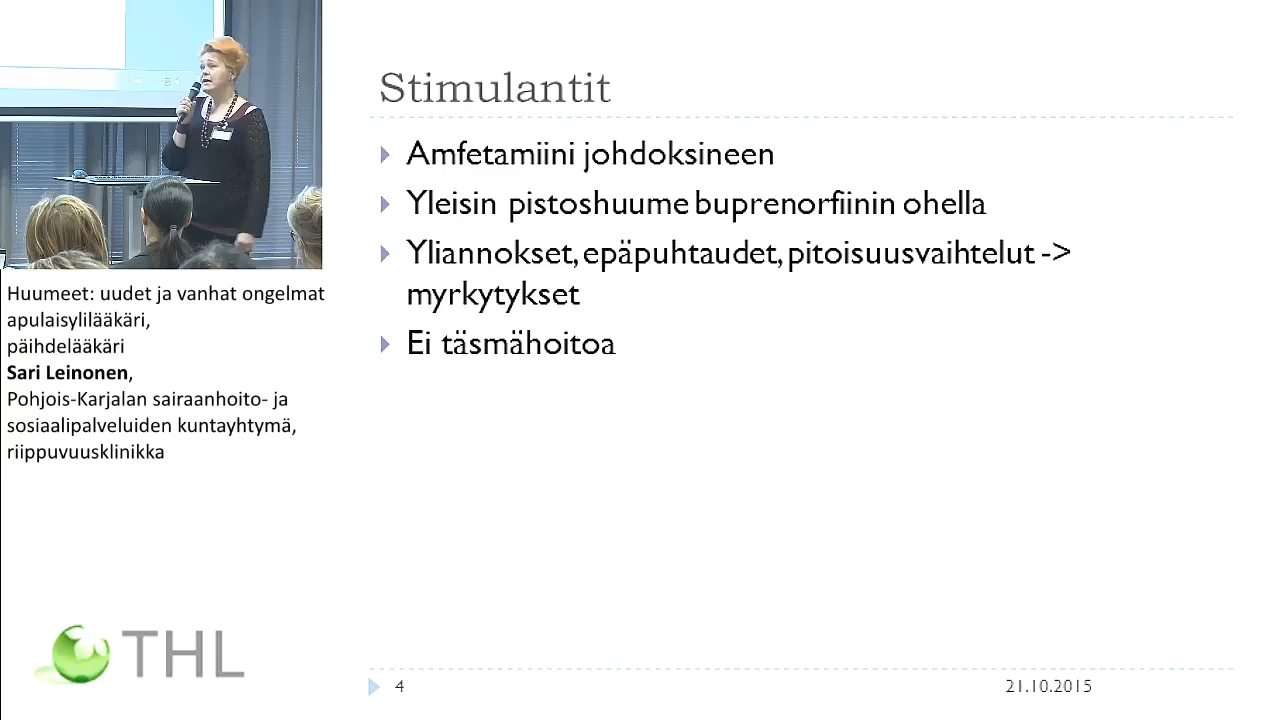 Stimulantit
Amfetamiini johdoksineen
Yleisin pistoshuume buprenorfiinin ohella
Yliannokset, epäpuhtaudet, pitoisuusvaihtelut ->
myrkytykset
Ei täsmähoitoa
Huumeet: uudet ja vanhat ongelmat
apulaisylilääkäri,
päihdelääkäri
Sari Leinonen,
Pohjois-Karjalan sairaanhoito- ja
sosiaalipalveluiden kuntayhtymä,
riippuvuusklinikka
THL
4
21.10.2015